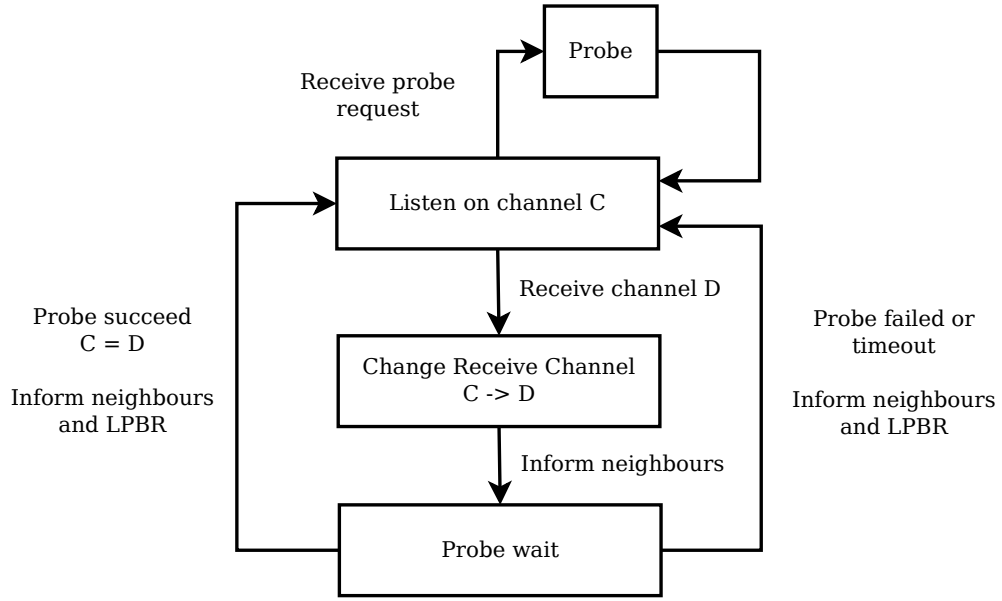 Probe
Receive probe
request
Listen on channel C
Receive channel D
Probe succeed
C = D
Inform neighbours
and LPBR
Probe failed or
timeout
Inform neighbours
and LPBR
Change Receive Channel
C -> D
Inform neighbours
Probe wait